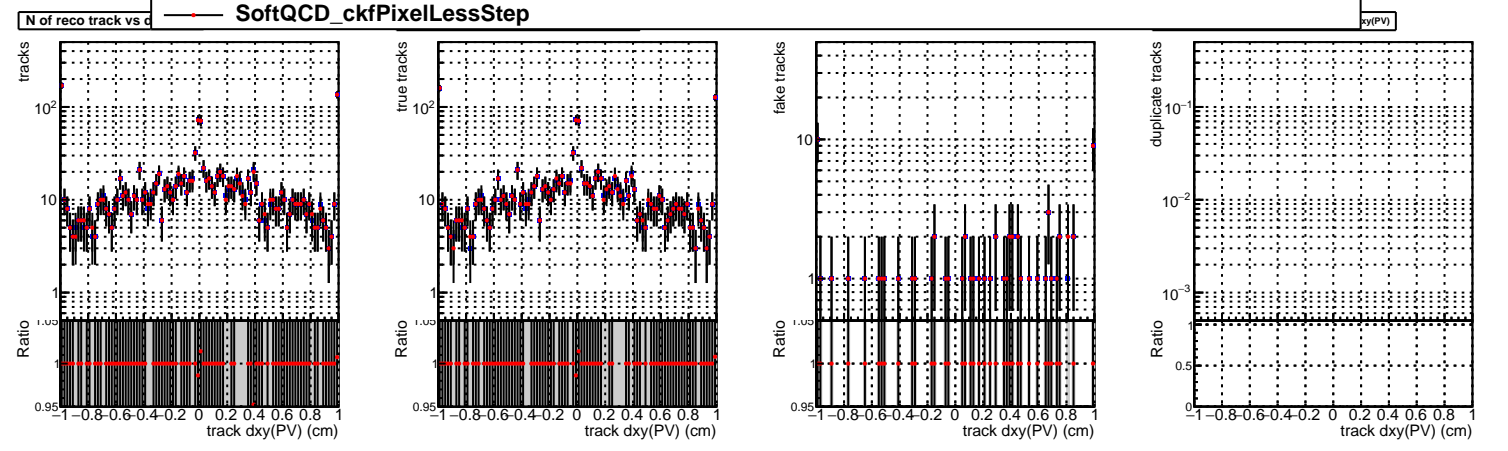 SoftQCD_ckfPixelLessStep
N of reco track vs d
xy(PV)
tracks
10²
10
1
Ratio
1.05
1
0.95
−1 −0.8 −0.6 −0.4 −0.2 0 0.2 0.4 0.6 0.8 1
track dxy(PV) (cm)
true tracks
10²
10
1
Ratio
1.05
1
0.95
−1 −0.8 −0.6 −0.4 −0.2 0 0.2 0.4 0.6 0.8 1
track dxy(PV) (cm)
fake tracks
10
1
Ratio
1.05
1
0.95
−1 −0.8 −0.6 −0.4 −0.2 0 0.2 0.4 0.6 0.8 1
track dxy(PV) (cm)
duplicate tracks
10⁻¹
10⁻²
10⁻³
Ratio
1
0.5
0
−1 −0.8 −0.6 −0.4 −0.2 0 0.2 0.4 0.6 0.8 1
track dxy(PV) (cm)